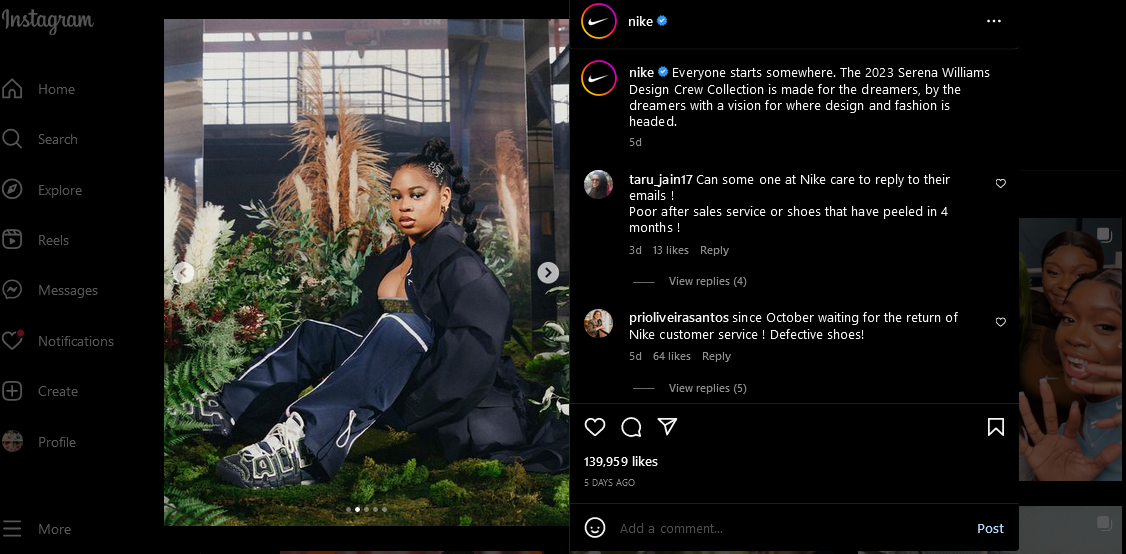 Instagram
Home
Search
Explore
Reels
Messages
Notifications
Create
Profile
More
nike
nike Everyone starts somewhere. The 2023 Serena Williams
Design Crew Collection is made for the dreamers, by the
dreamers with a vision for where design and fashion is
headed.
5d
taru_jain17 Can some one at Nike care to reply to their
emails !
Poor after sales service or shoes that have peeled in 4
months !
3d 13 likes Reply
View replies (4)
prioliveirasantos since October waiting for the return of
Nike customer service ! Defective shoes!
5d 64 likes Reply
View replies (5)
139,959 likes
5 DAYS AGO
Add a comment...
Post